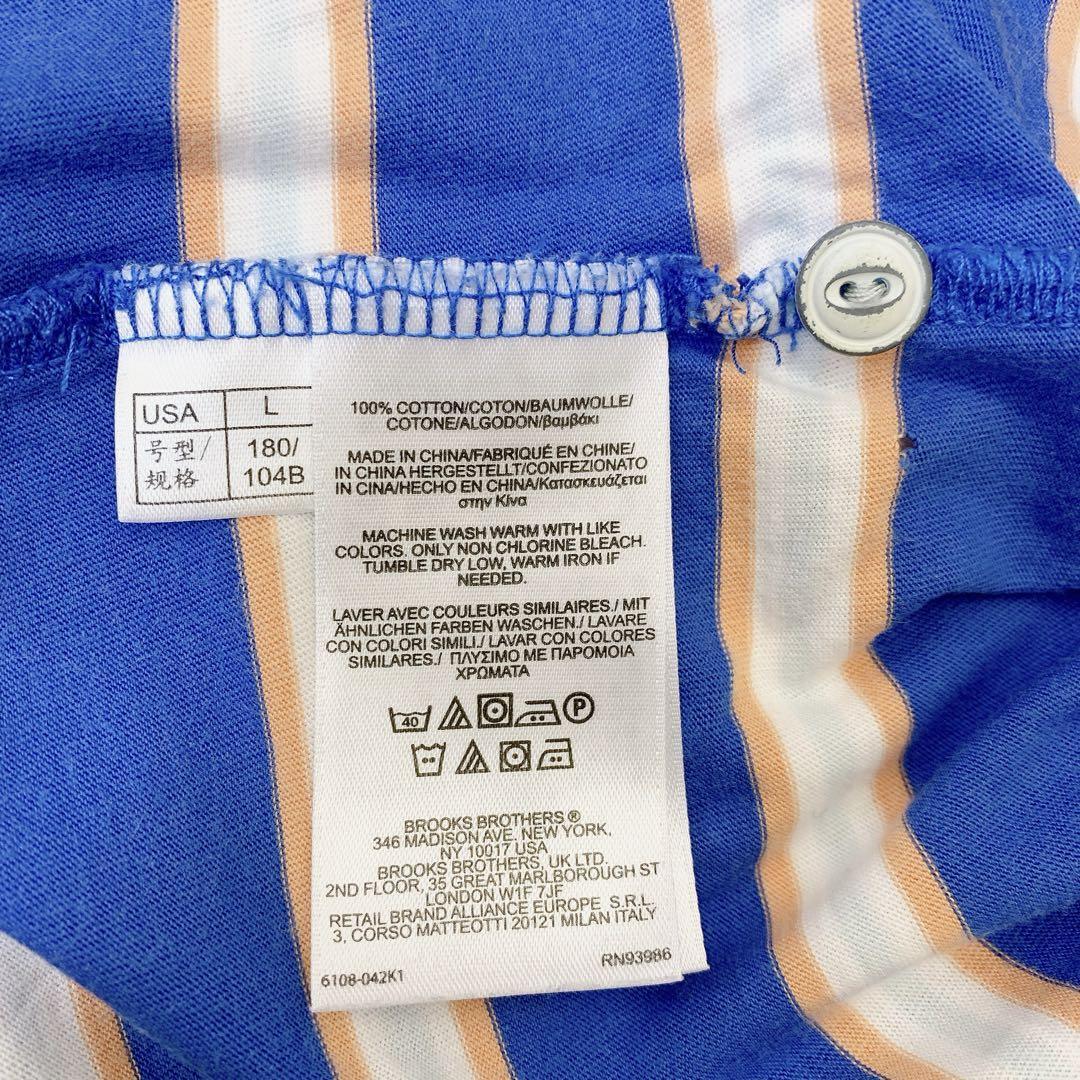 USA L
号型/ 180/
规格 104B
100% COTTON/COTON/BAUMWOLLE/
COTONE/ALGODON/βαμβάκι
MADE IN CHINA/FABRIQUÉ EN CHINE/
IN CHINA HERGESTELLT/CONFEZIONATO
IN CINA/HECHO EN CHINA/Κατασκευάζεται
στην Κίνα
MACHINE WASH WARM WITH LIKE
COLORS. ONLY NON CHLORINE BLEACH.
TUMBLE DRY LOW, WARM IRON IF
NEEDED.
LAVER AVEC COULEURS SIMILAIRES./ MIT
ÄHNLICHEN FARBEN WASCHEN./ LAVARE
CON COLORI SIMILI./ LAVAR CON COLORES
SIMILARES./ ΠΛΥΣΙΜΟ ΜΕ ΠΑΡΟΜΟΙΑ
ΧΡΩΜΑΤΑ
40 P
BROOKS BROTHERS ®
346 MADISON AVE, NEW YORK,
NY 10017 USA
BROOKS BROTHERS, UK LTD.
2ND FLOOR, 35 GREAT MARLBOROUGH ST
LONDON W1F 7JF
RETAIL BRAND ALLIANCE EUROPE S.R.L.
3, CORSO MATTEOTTI 20121 MILAN ITALY
RN93986
6108-042K1